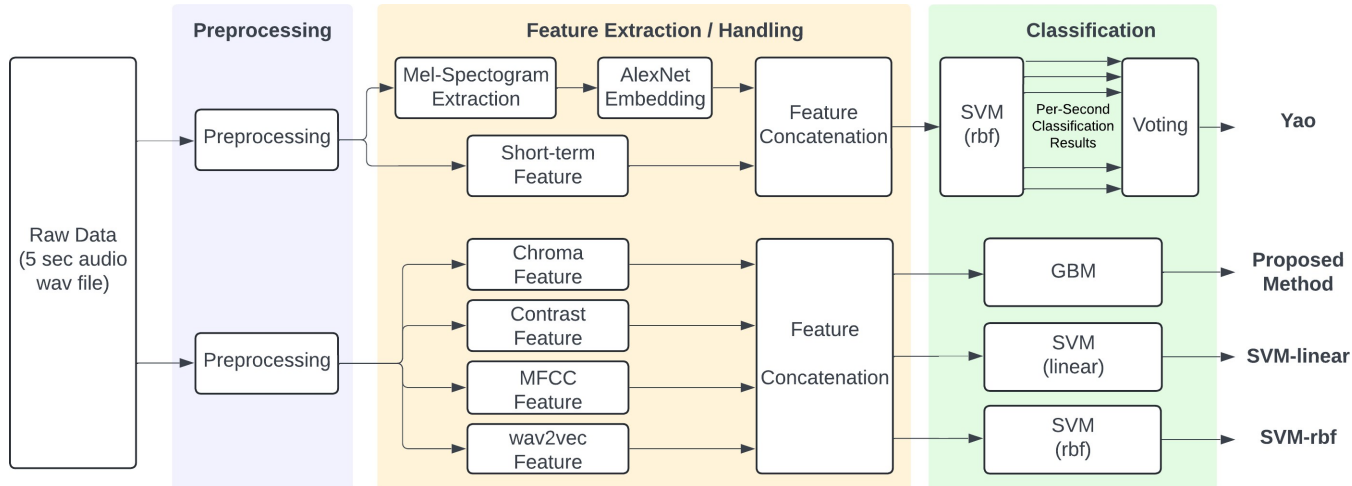 Preprocessing
Feature Extraction / Handling
Classification
Raw Data
(5 sec audio
wav file)
Preprocessing
Mel-Spectogram
Extraction
AlexNet
Embedding
Short-term
Feature
Feature
Concatenation
SVM
(rbf)
Per-Second
Classification
Results
Voting
Yao
Preprocessing
Chroma
Feature
Contrast
Feature
MFCC
Feature
wav2vec
Feature
Feature
Concatenation
GBM
Proposed
Method
SVM
(linear)
SVM-linear
SVM
(rbf)
SVM-rbf